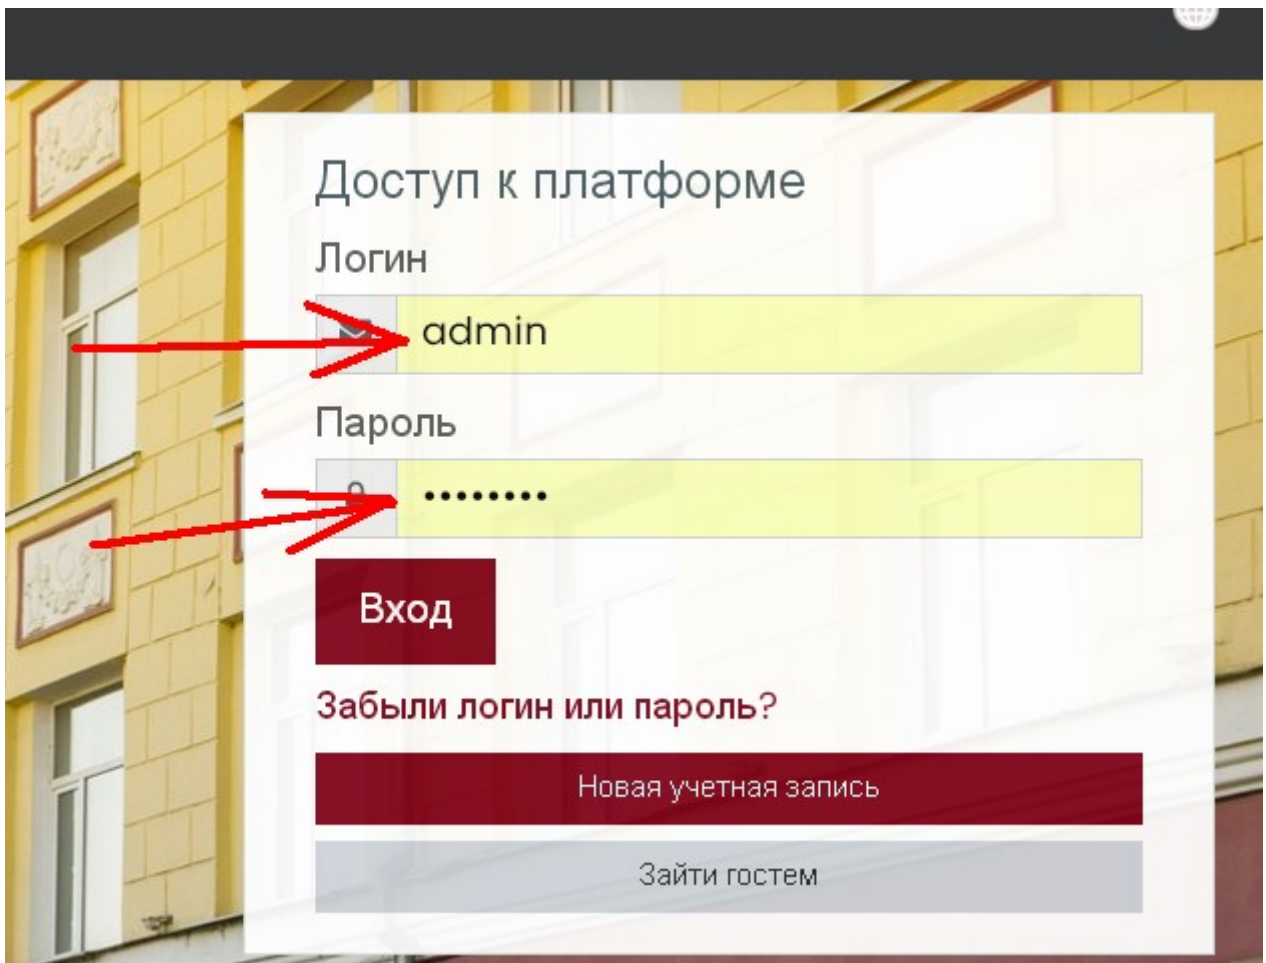 Доступ к платформе
Логин
admin
Пароль
••••••••
Вход
Забыли логин или пароль?
Новая учетная запись
Зайти гостем